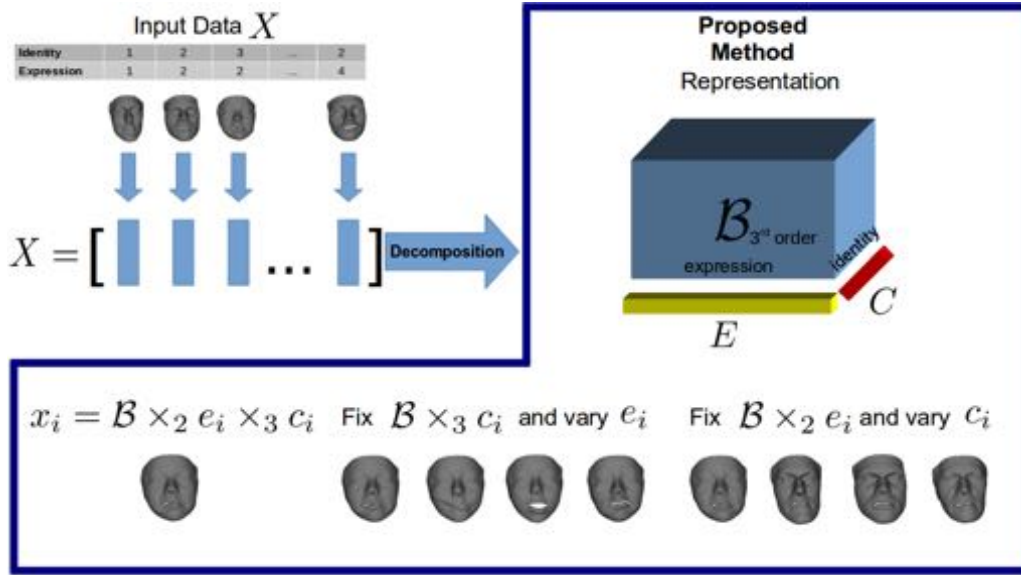 Input Data X
Identity 1 2 3 ... 2
Expression 1 2 2 ... 4
X = [ ... ]
Decomposition
Proposed
Method
Representation
ℬ 3ʳᵈ order
expression
identity
E
C
xᵢ = ℬ ×₂ eᵢ ×₃ cᵢ
Fix ℬ ×₃ cᵢ and vary eᵢ
Fix ℬ ×₂ eᵢ and vary cᵢ